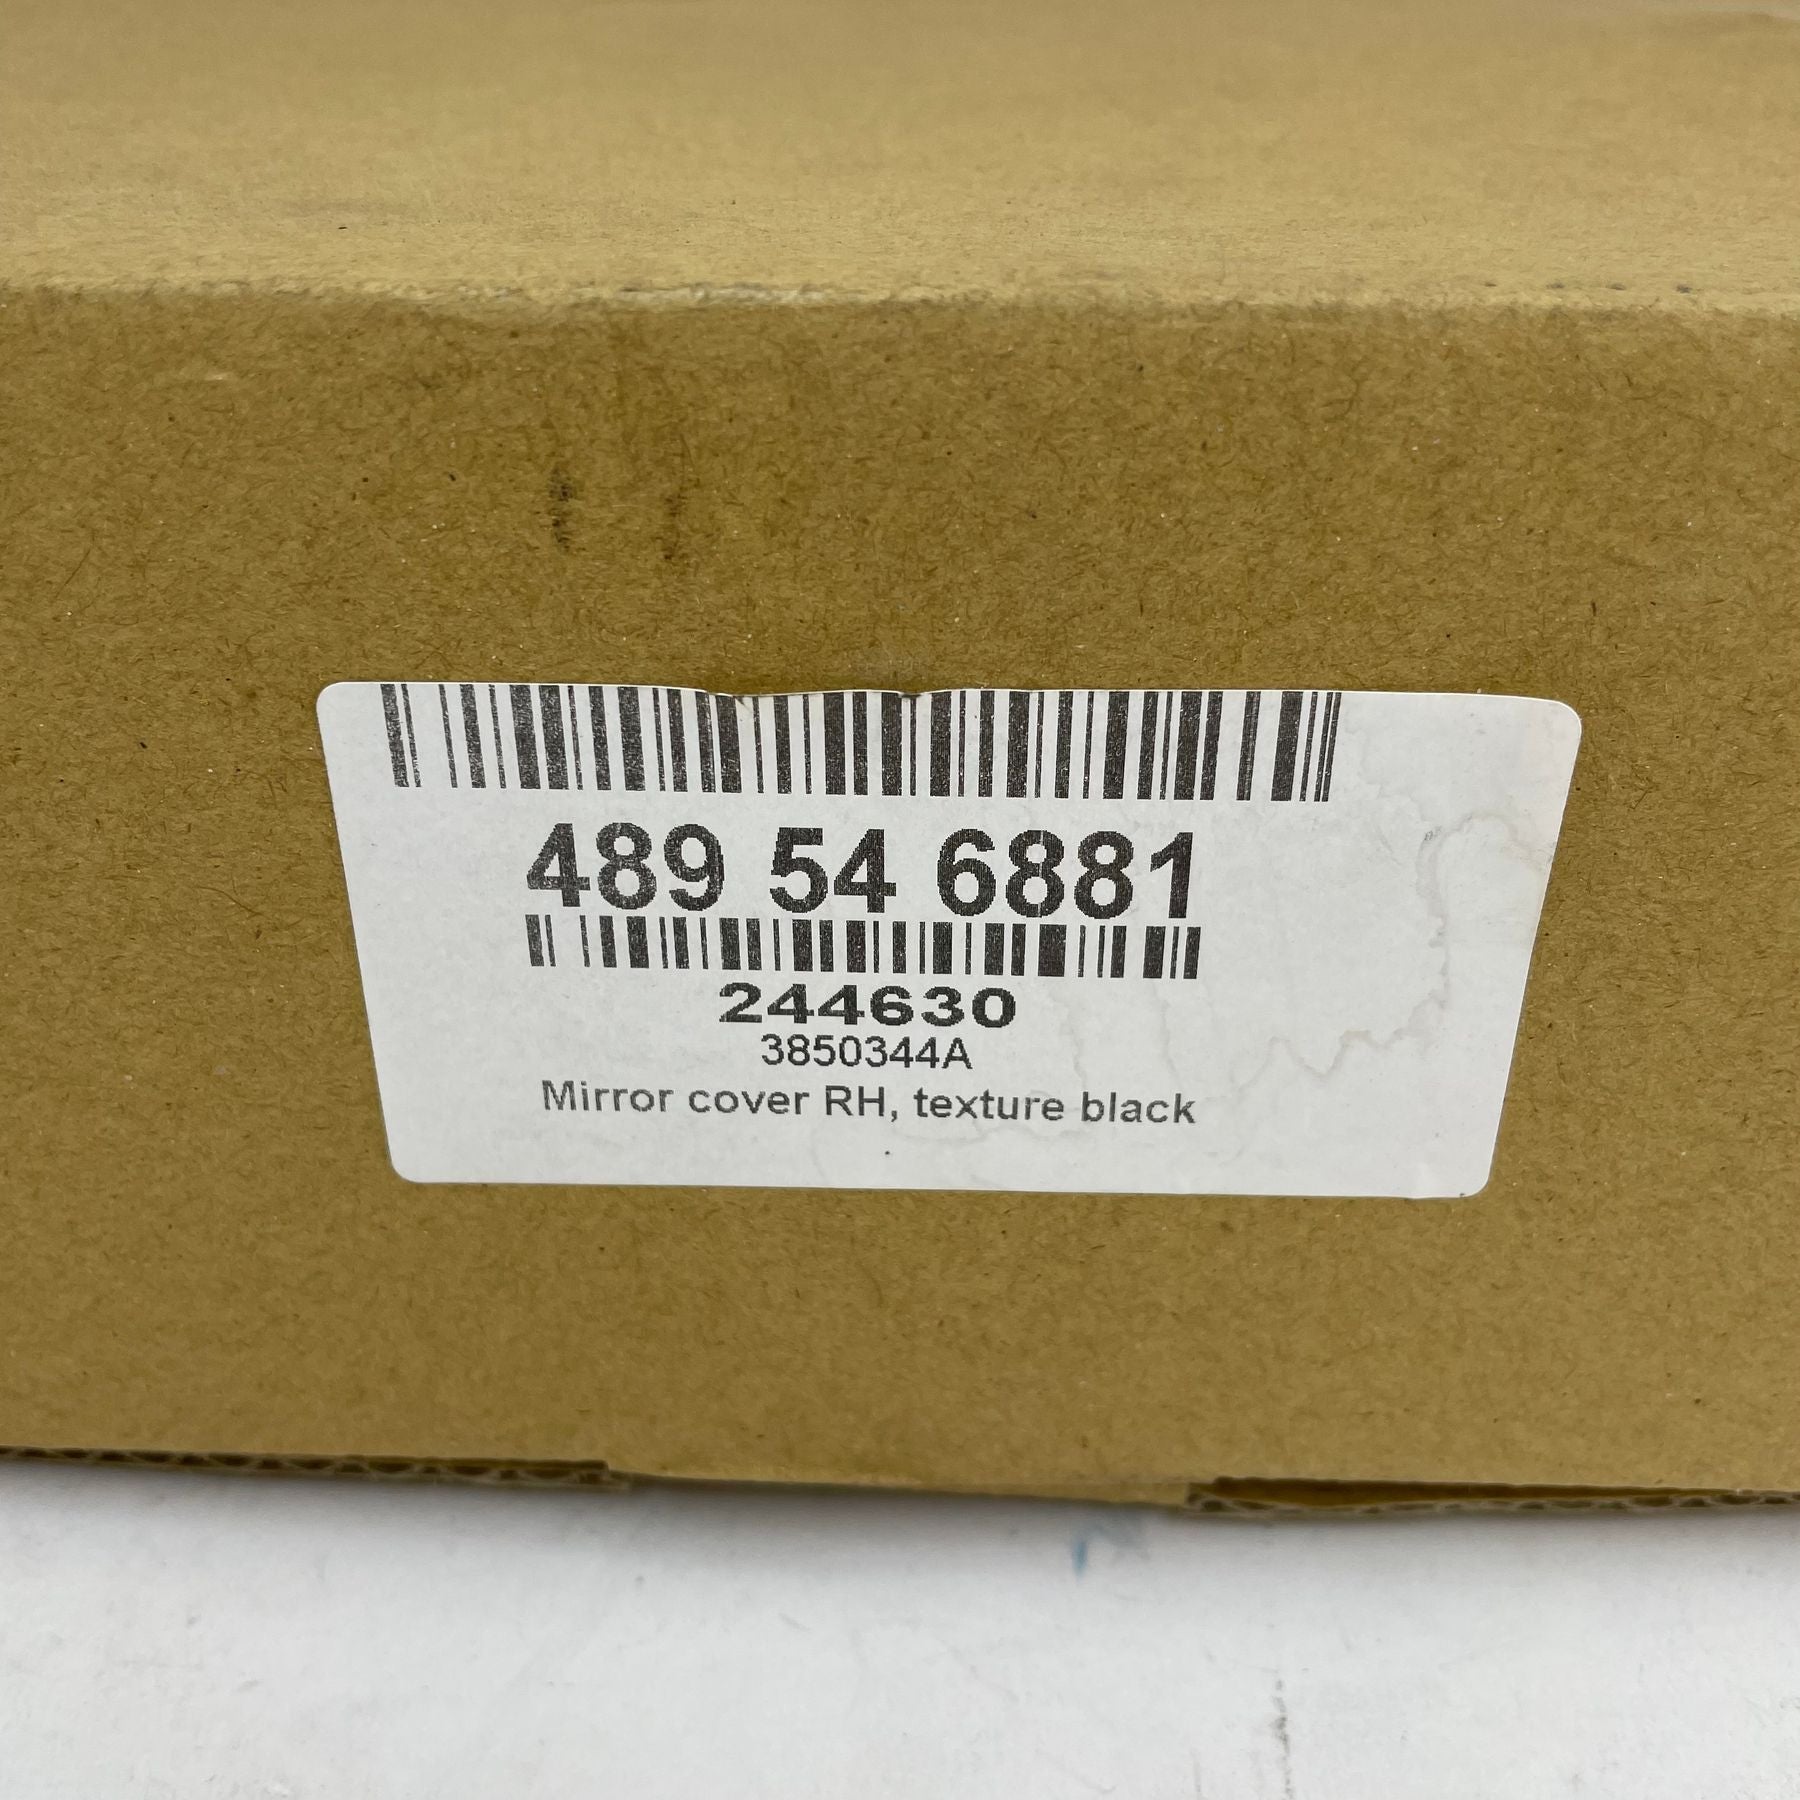 489 54 6881
244630
3850344A
Mirror cover RH, texture black